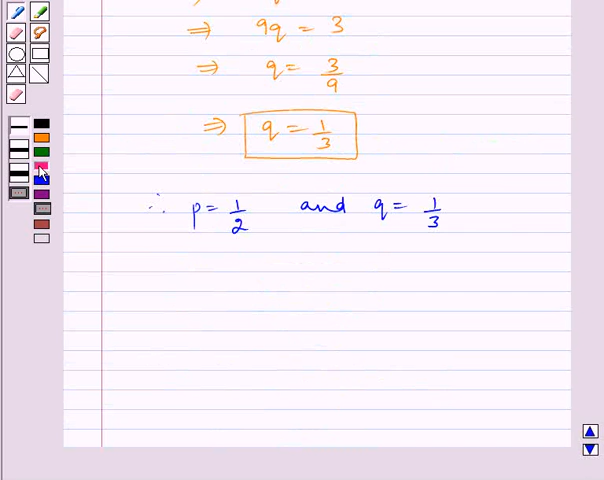 ⇒ 9q = 3
⇒ q = 3/9
⇒ q = 1/3
∴ p = 1/2 and q = 1/3